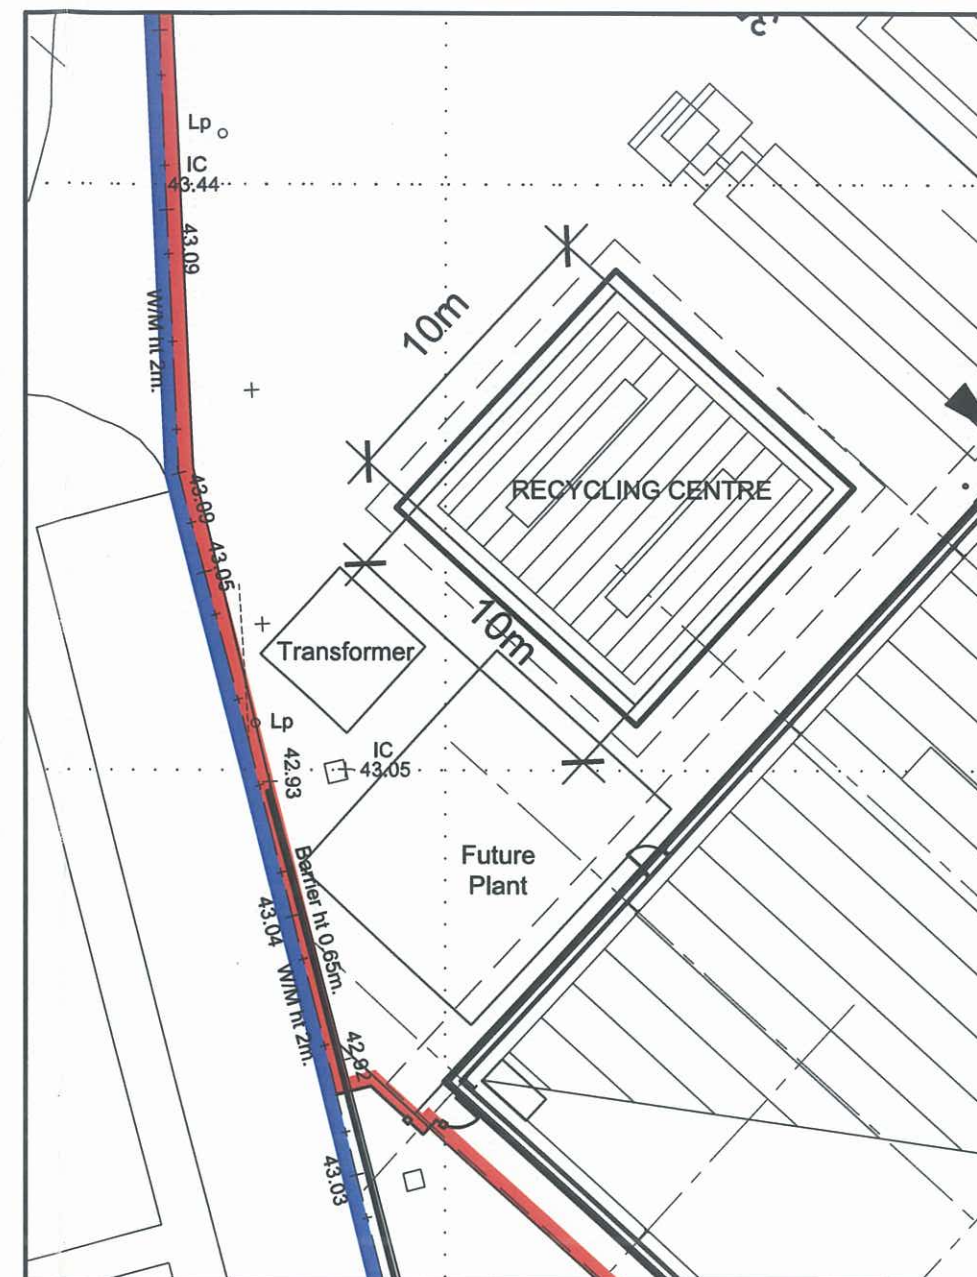 Lp
IC
43.44
43.09
W/M ht 2m.
10m
RECYCLING CENTRE
43.09
43.05
10m
Transformer
Lp
IC
43.05
42.93
Future
Plant
Barrier ht 0.65m.
43.04
W/M ht 2m.
42.92
43.03